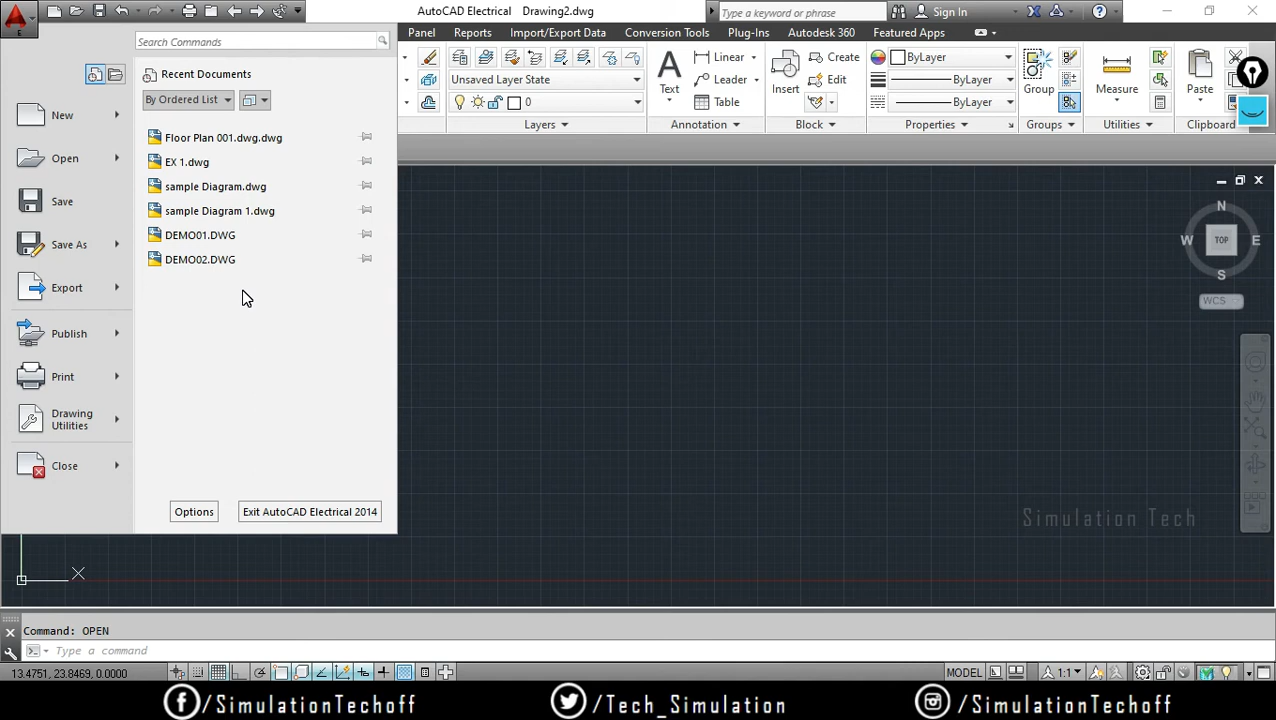 AutoCAD Electrical Drawing2.dwg
Type a keyword or phrase
Sign In
E
Search Commands
Panel Reports Import/Export Data Conversion Tools Autodesk 360 Featured Apps
Recent Documents
By Ordered List
New
Open
Save
Save As
Export
Publish
Print
Drawing
Utilities
Close
Floor Plan 001.dwg.dwg
EX 1.dwg
sample Diagram.dwg
sample Diagram 1.dwg
DEMO01.DWG
DEMO02.DWG
Options
Exit AutoCAD Electrical 2014
Unsaved Layer State
0
Layers
Text
Linear
Leader
Table
Annotation
Insert
Create
Edit
Block
ByLayer
ByLayer
ByLayer
Properties
Group
Groups
Measure
Utilities
Paste
Clipboard
N
W TOP E
S
WCS
Simulation Tech
X
Command: OPEN
Type a command
13.4751, 23.8469, 0.0000
MODEL
1:1
/SimulationTechoff
/Tech_Simulation
/SimulationTechoff